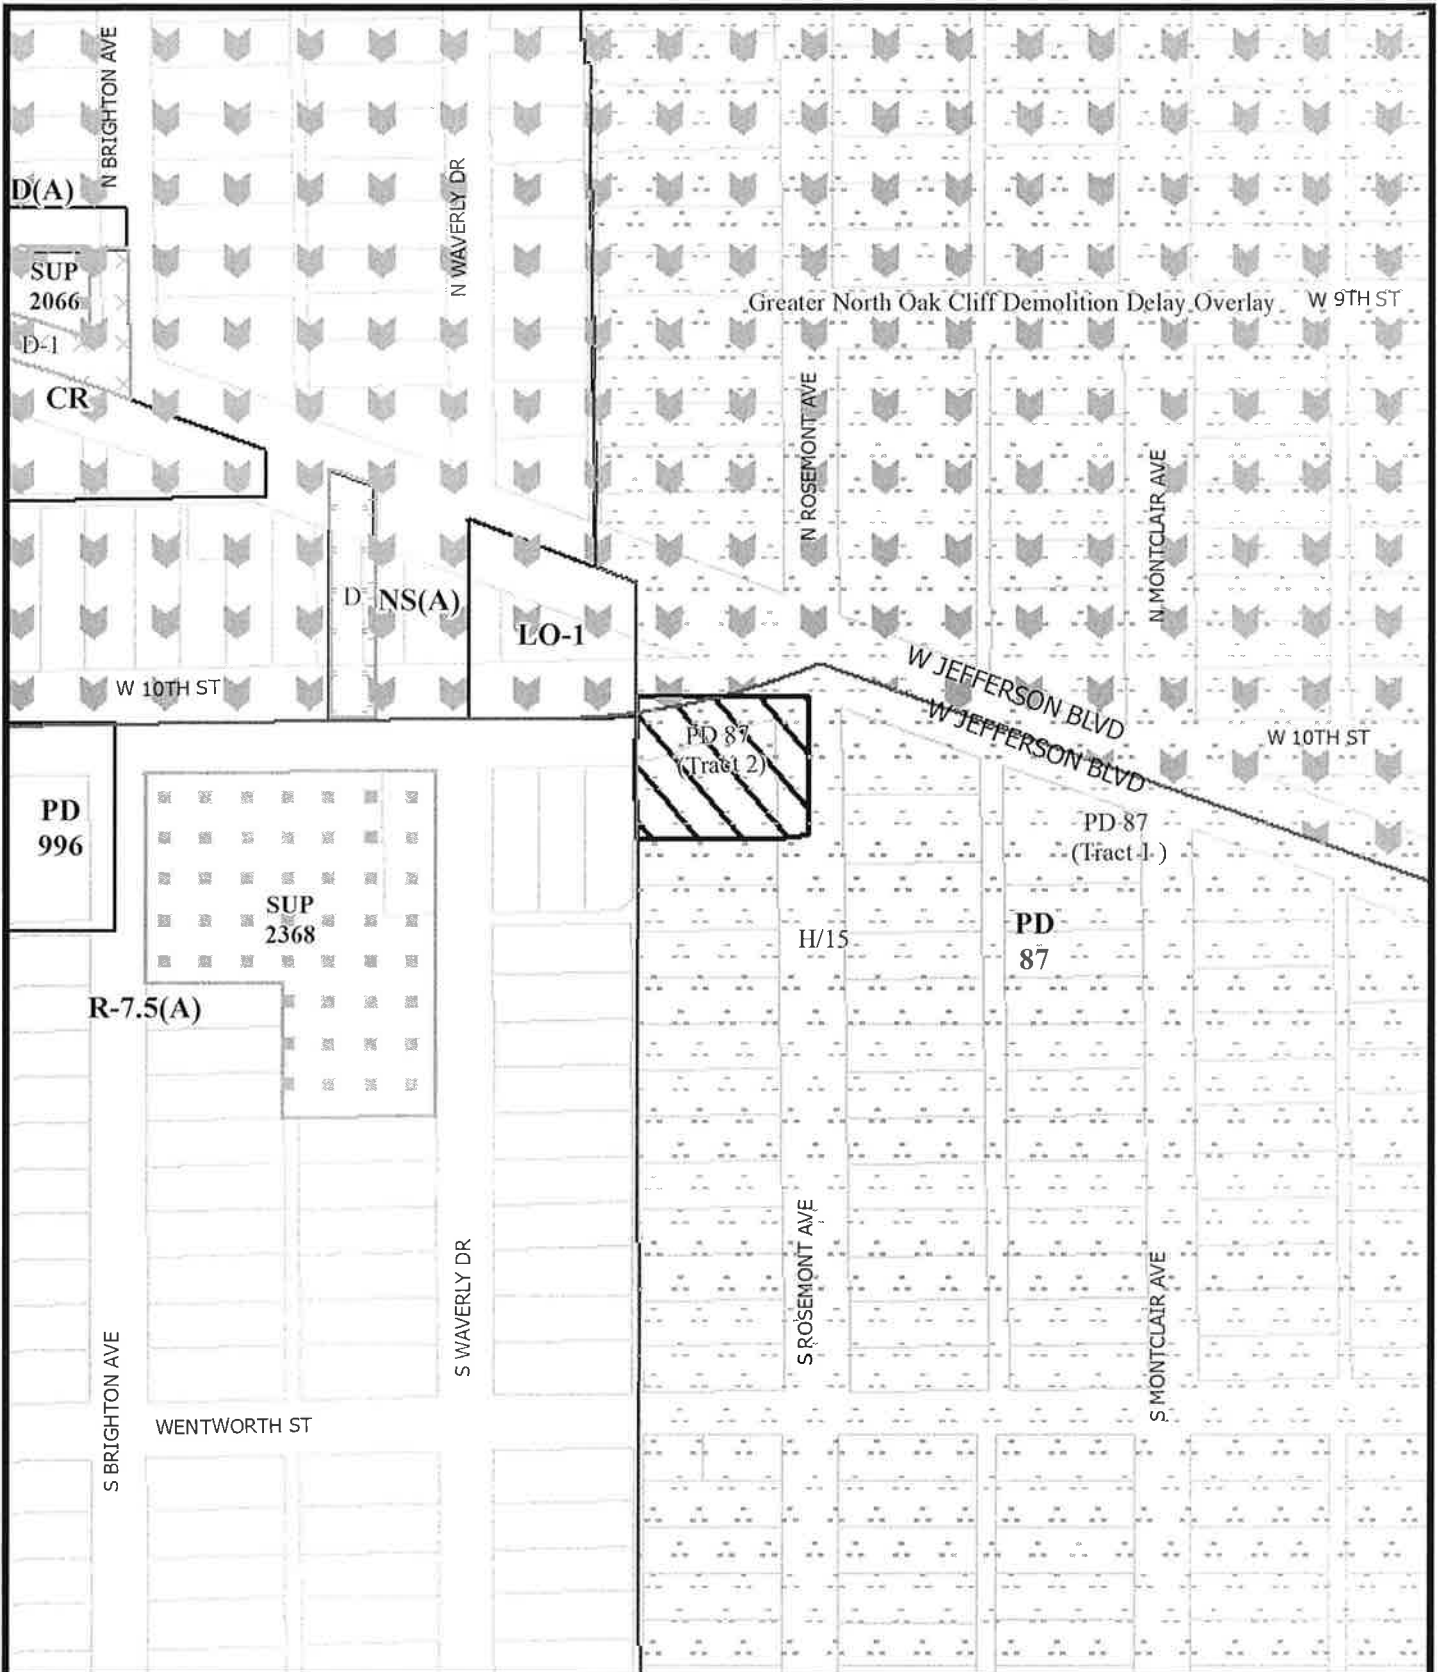 N BRIGHTON AVE
N WAVERLY DR
D(A)
SUP
2066
D-1
CR
Greater North Oak Cliff Demolition Delay Overlay
W 9TH ST
N ROSEMONT AVE
N MONTCLAIR AVE
D
NS(A)
LO-1
W 10TH ST
W JEFFERSON BLVD
W JEFFERSON BLVD
W 10TH ST
PD 87
(Tract 2)
PD
996
PD 87
(Tract 1)
SUP
2368
H/15
PD
87
R-7.5(A)
S WAVERLY DR
S ROSEMONT AVE
S MONTCLAIR AVE
S BRIGHTON AVE
WENTWORTH ST